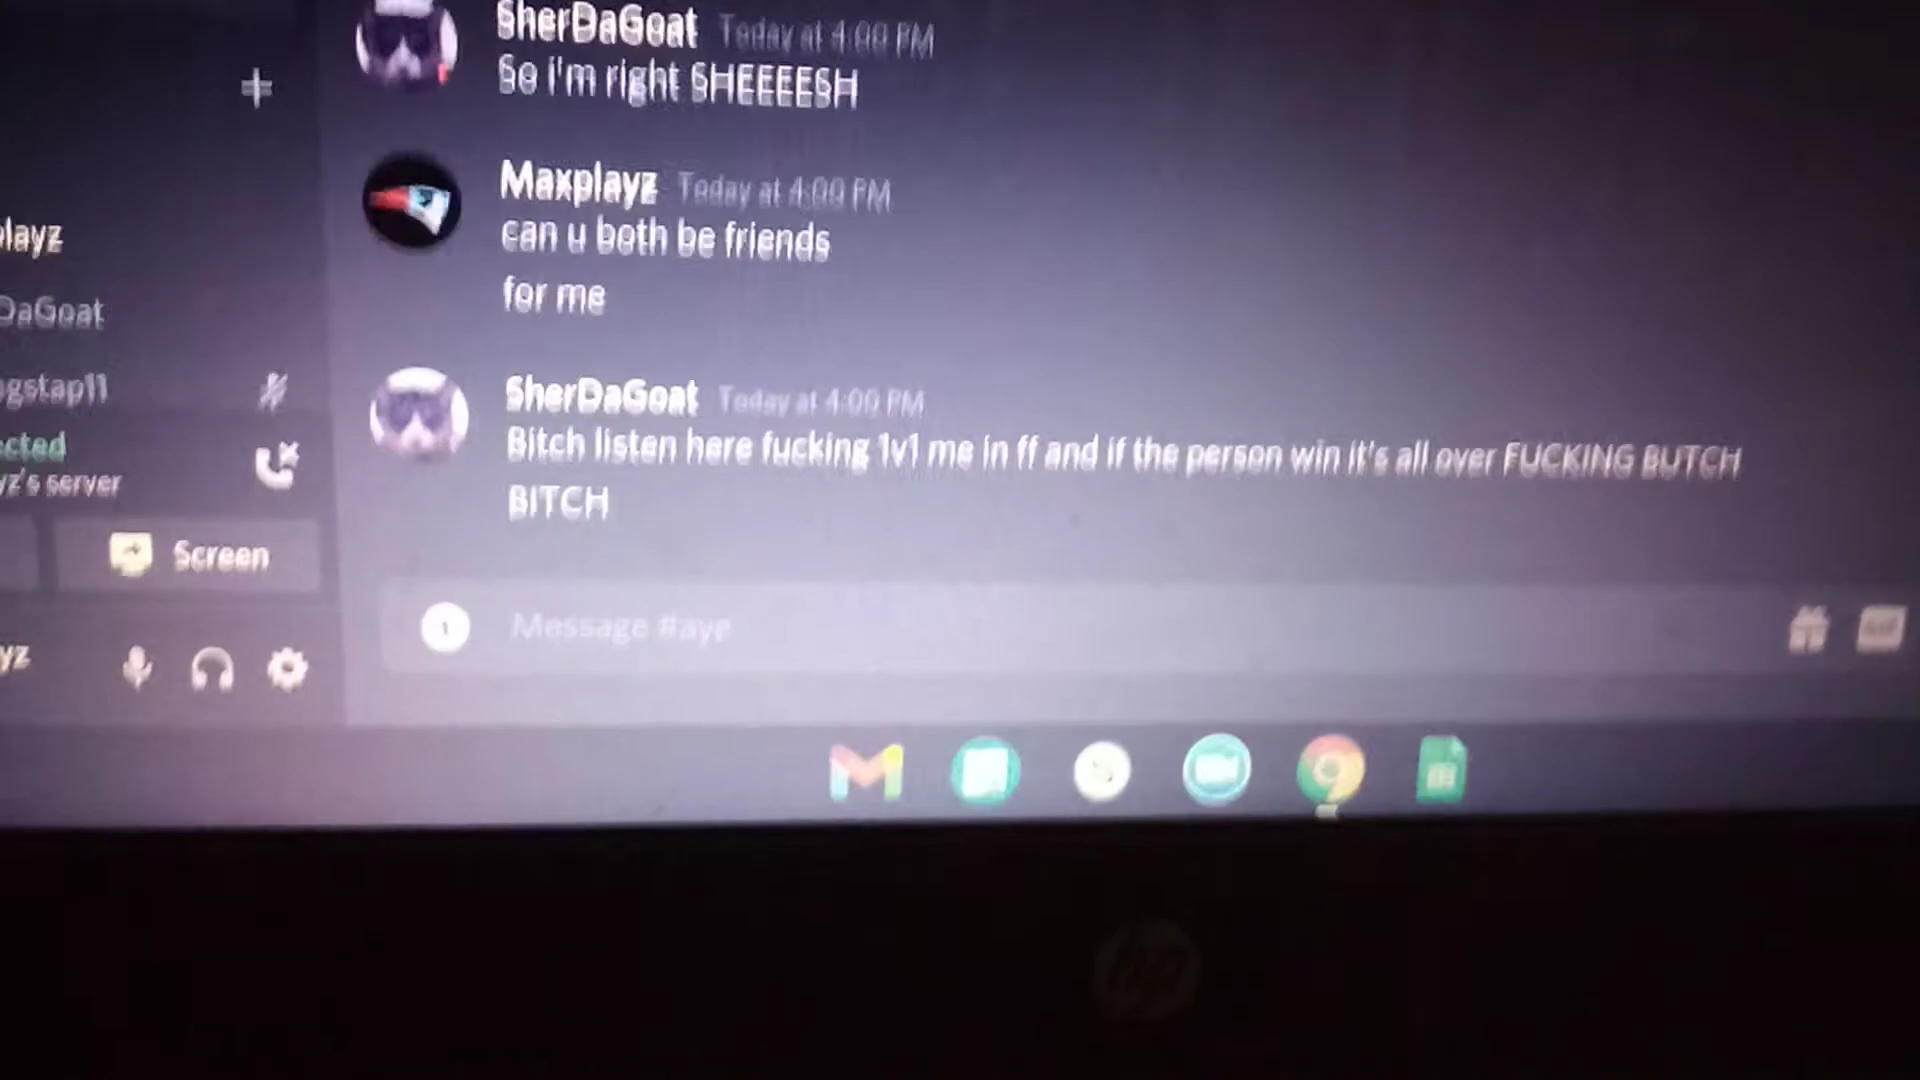 SherDaGoat Today at 4:00 PM
So i'm right SHEEEESH
Maxplayz Today at 4:00 PM
can u both be friends
for me
layz
DaGoat
gstap11
SherDaGoat Today at 4:00 PM
Bitch listen here fucking 1v1 me in ff and if the person win it's all over FUCKING BUTCH
BITCH
cted
yz's server
Screen
Message #aye
yz
GIF
hp